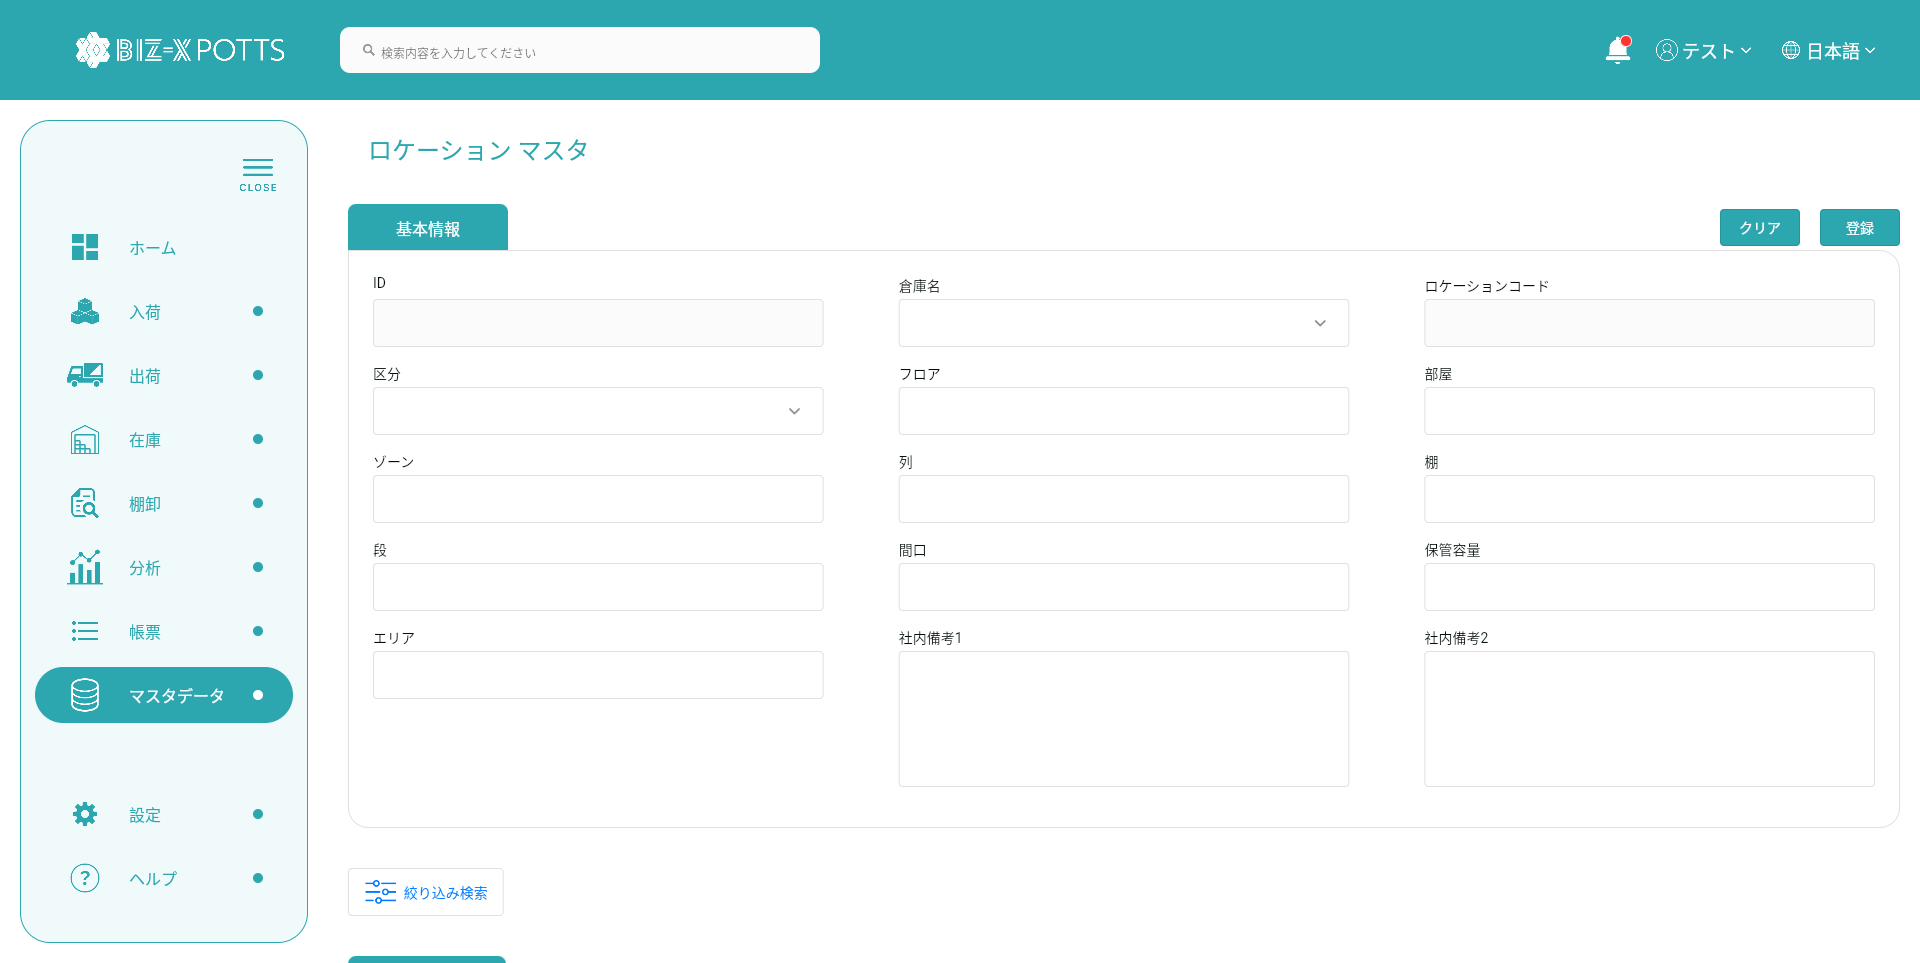 BIZ-X POTTS
検索内容を入力してください
テスト
日本語
CLOSE
ホーム
入荷
出荷
在庫
棚卸
分析
帳票
マスタデータ
設定
ヘルプ
ロケーション マスタ
基本情報
クリア
登録
ID
倉庫名
ロケーションコード
区分
フロア
部屋
ゾーン
列
棚
段
間口
保管容量
エリア
社内備考1
社内備考2
絞り込み検索